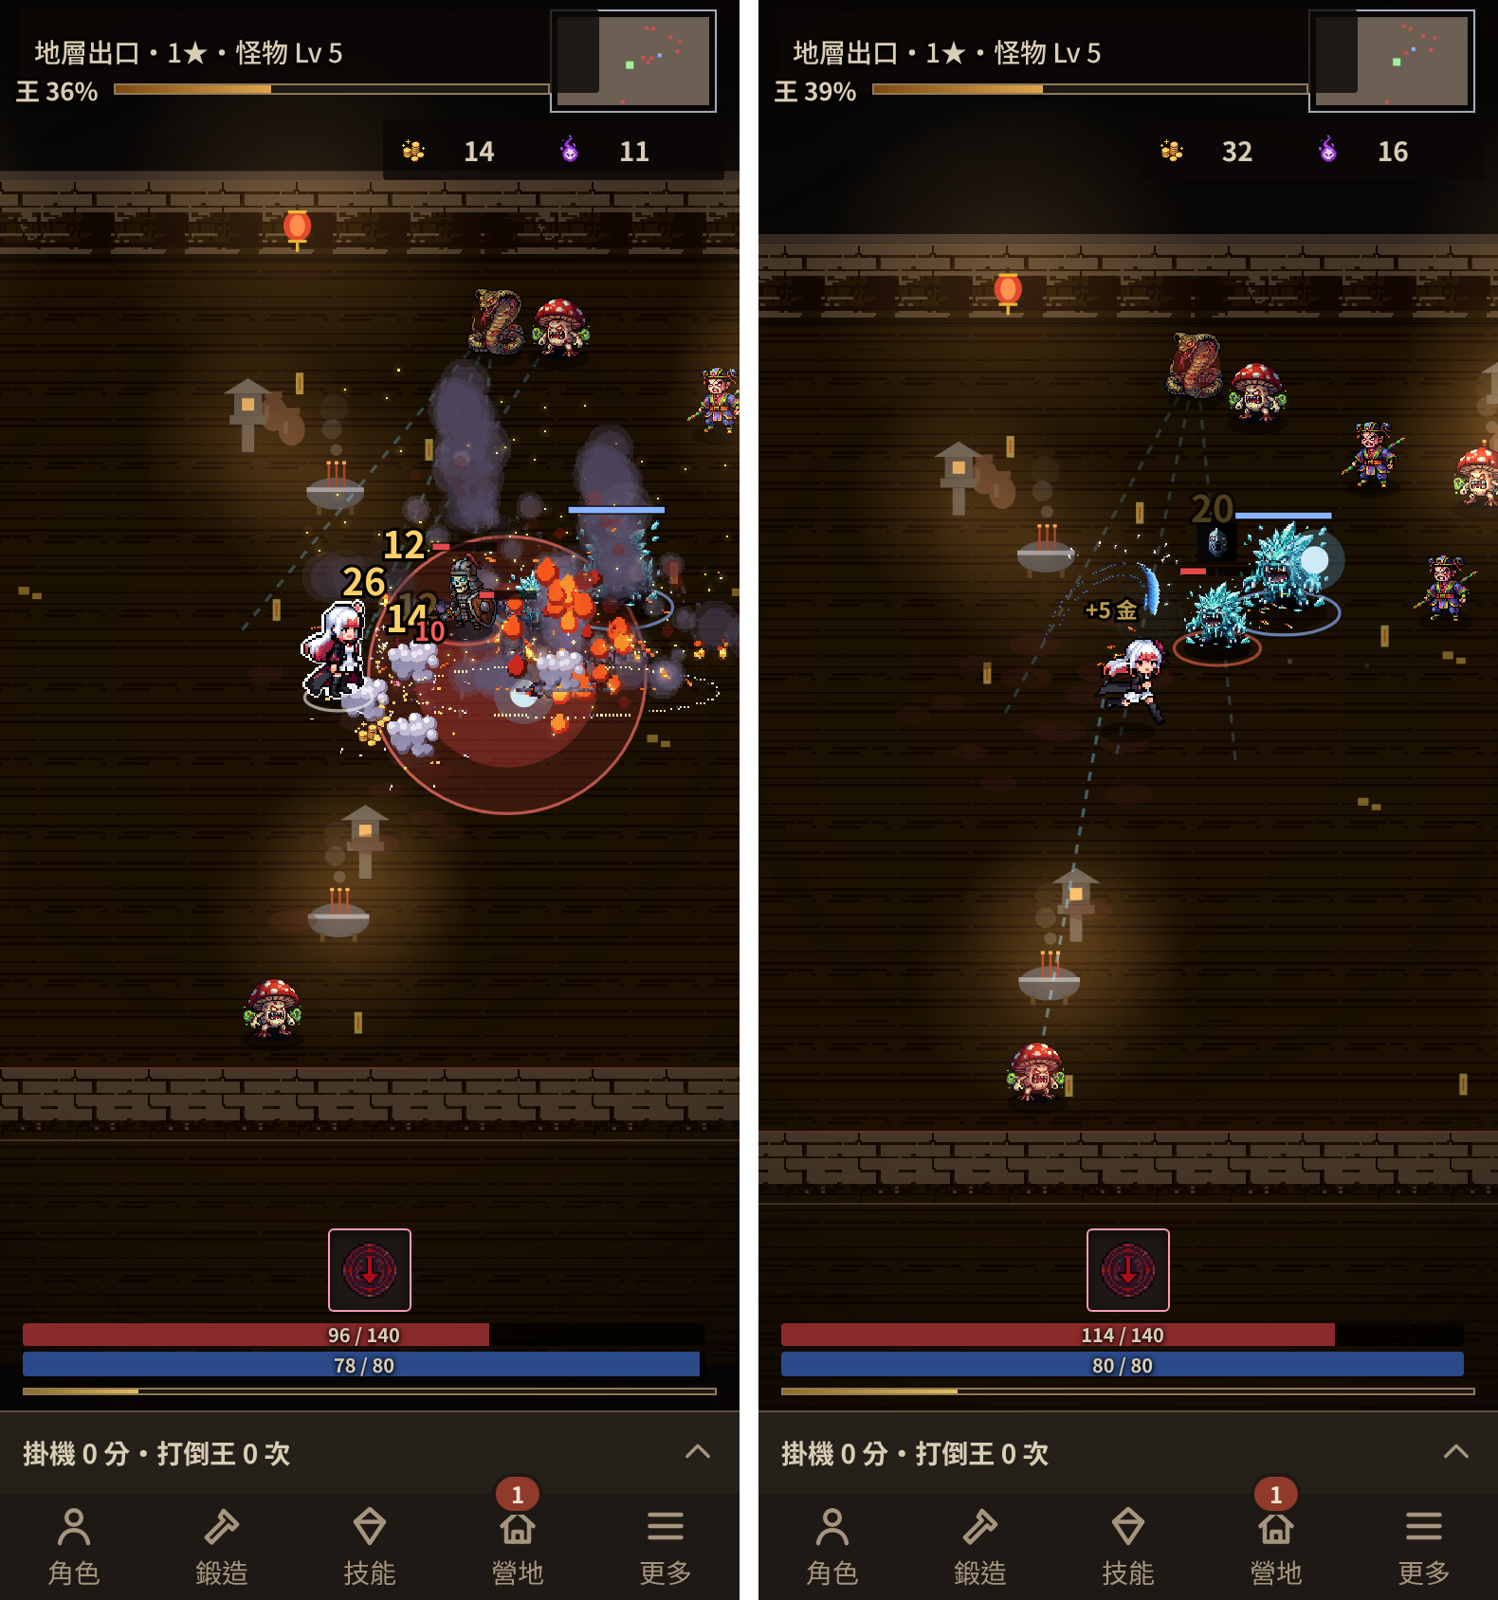 地層出口・1★・怪物 Lv 5
王 36%
14
11
12
26
12
14
10
96 / 140
78 / 80
掛機 0 分・打倒王 0 次
1
角色
鍛造
技能
營地
更多
地層出口・1★・怪物 Lv 5
王 39%
32
16
20
+5 金
114 / 140
80 / 80
掛機 0 分・打倒王 0 次
1
角色
鍛造
技能
營地
更多